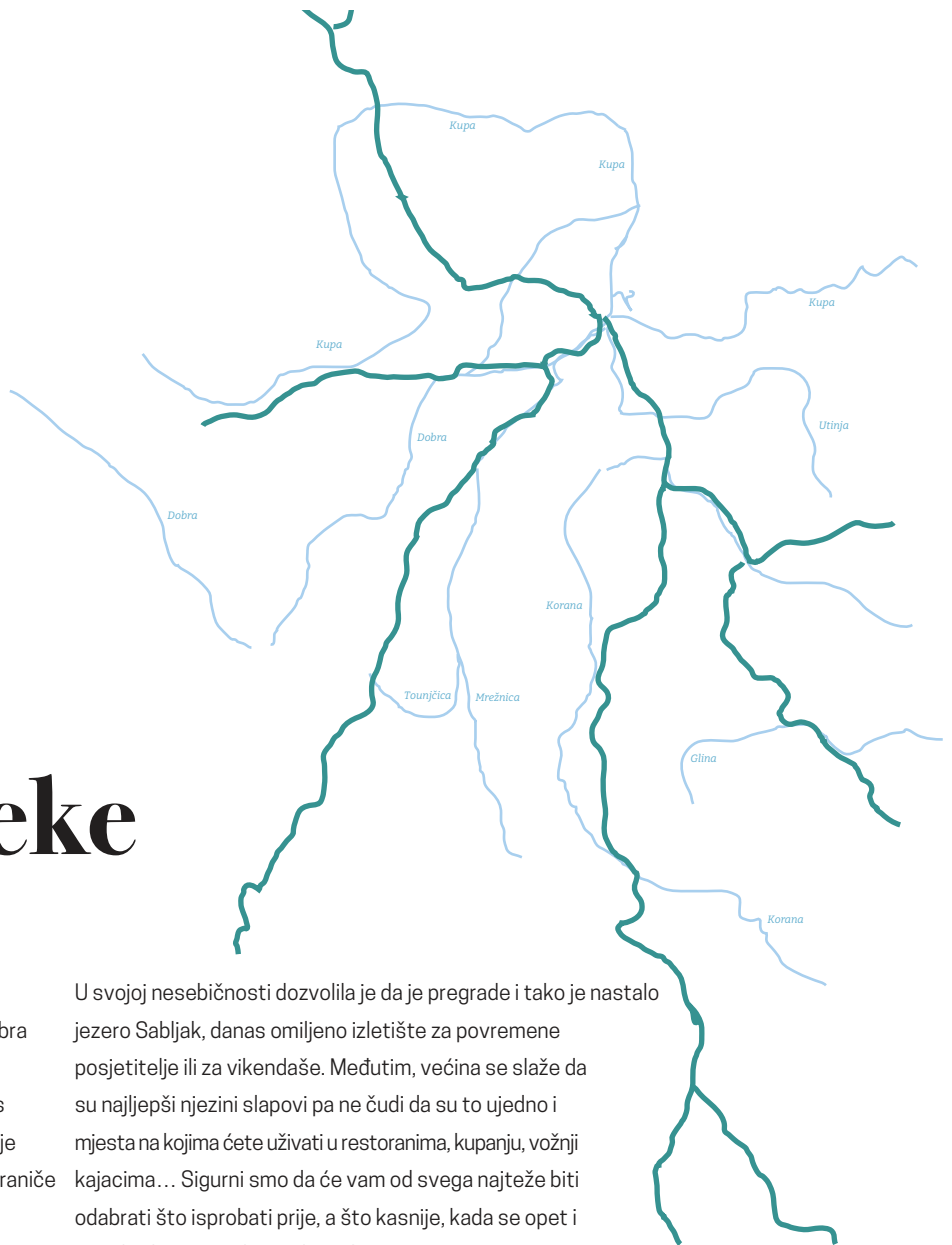 Kupa
Kupa
Kupa
Kupa
Utinja
Dobra
Dobra
Korana
Tounjčica
Mrežnica
Glina
eke
Korana
bra
s
je
raniče
U svojoj nesebičnosti dozvolila je da je pregrade i tako je nastalo
jezero Sabljak, danas omiljeno izletište za povremene
posjetitelje ili za vikendaše. Međutim, većina se slaže da
su najljepši njezini slapovi pa ne čudi da su to ujedno i
mjesta na kojima ćete uživati u restoranima, kupanju, vožnji
kajacima… Sigurni smo da će vam od svega najteže biti
odabrati što isprobati prije, a što kasnije, kada se opet i